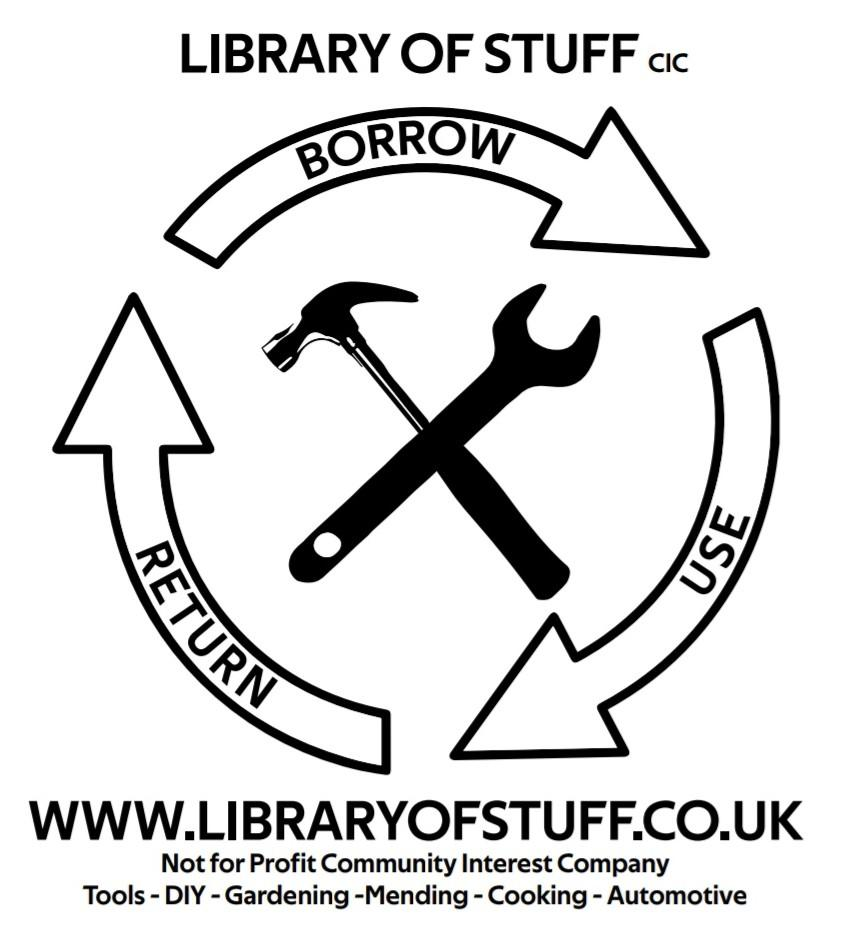 LIBRARY OF STUFF CIC
BORROW
USE
RETURN
WWW.LIBRARYOFSTUFF.CO.UK
Not for Profit Community Interest Company
Tools - DIY - Gardening -Mending - Cooking - Automotive